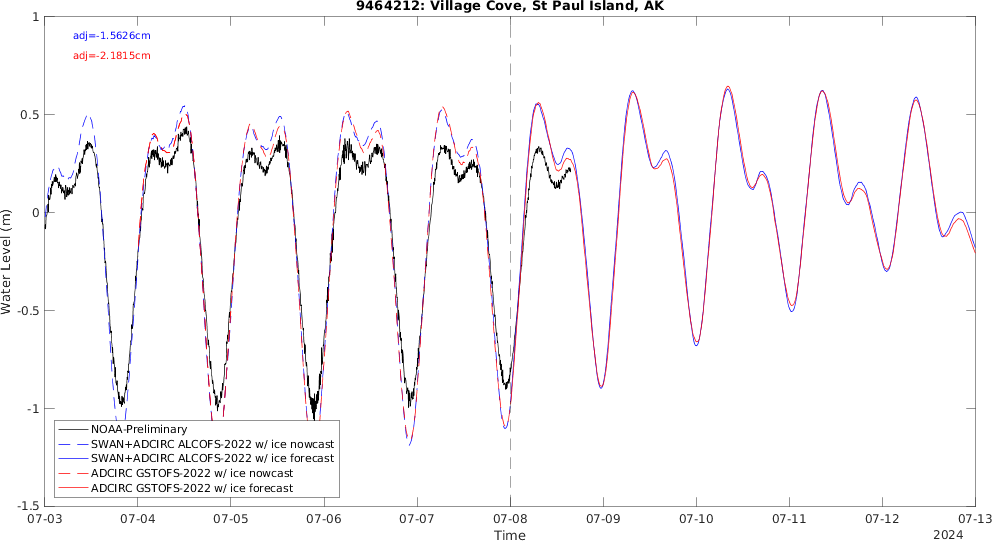 9464212: Village Cove, St Paul Island, AK
adj=-1.5626cm
adj=-2.1815cm
Water Level (m)
1
0.5
0
-0.5
-1
-1.5
NOAA-Preliminary
SWAN+ADCIRC ALCOFS-2022 w/ ice nowcast
SWAN+ADCIRC ALCOFS-2022 w/ ice forecast
ADCIRC GSTOFS-2022 w/ ice nowcast
ADCIRC GSTOFS-2022 w/ ice forecast
07-03 07-04 07-05 07-06 07-07 07-08 07-09 07-10 07-11 07-12 07-13
Time
2024